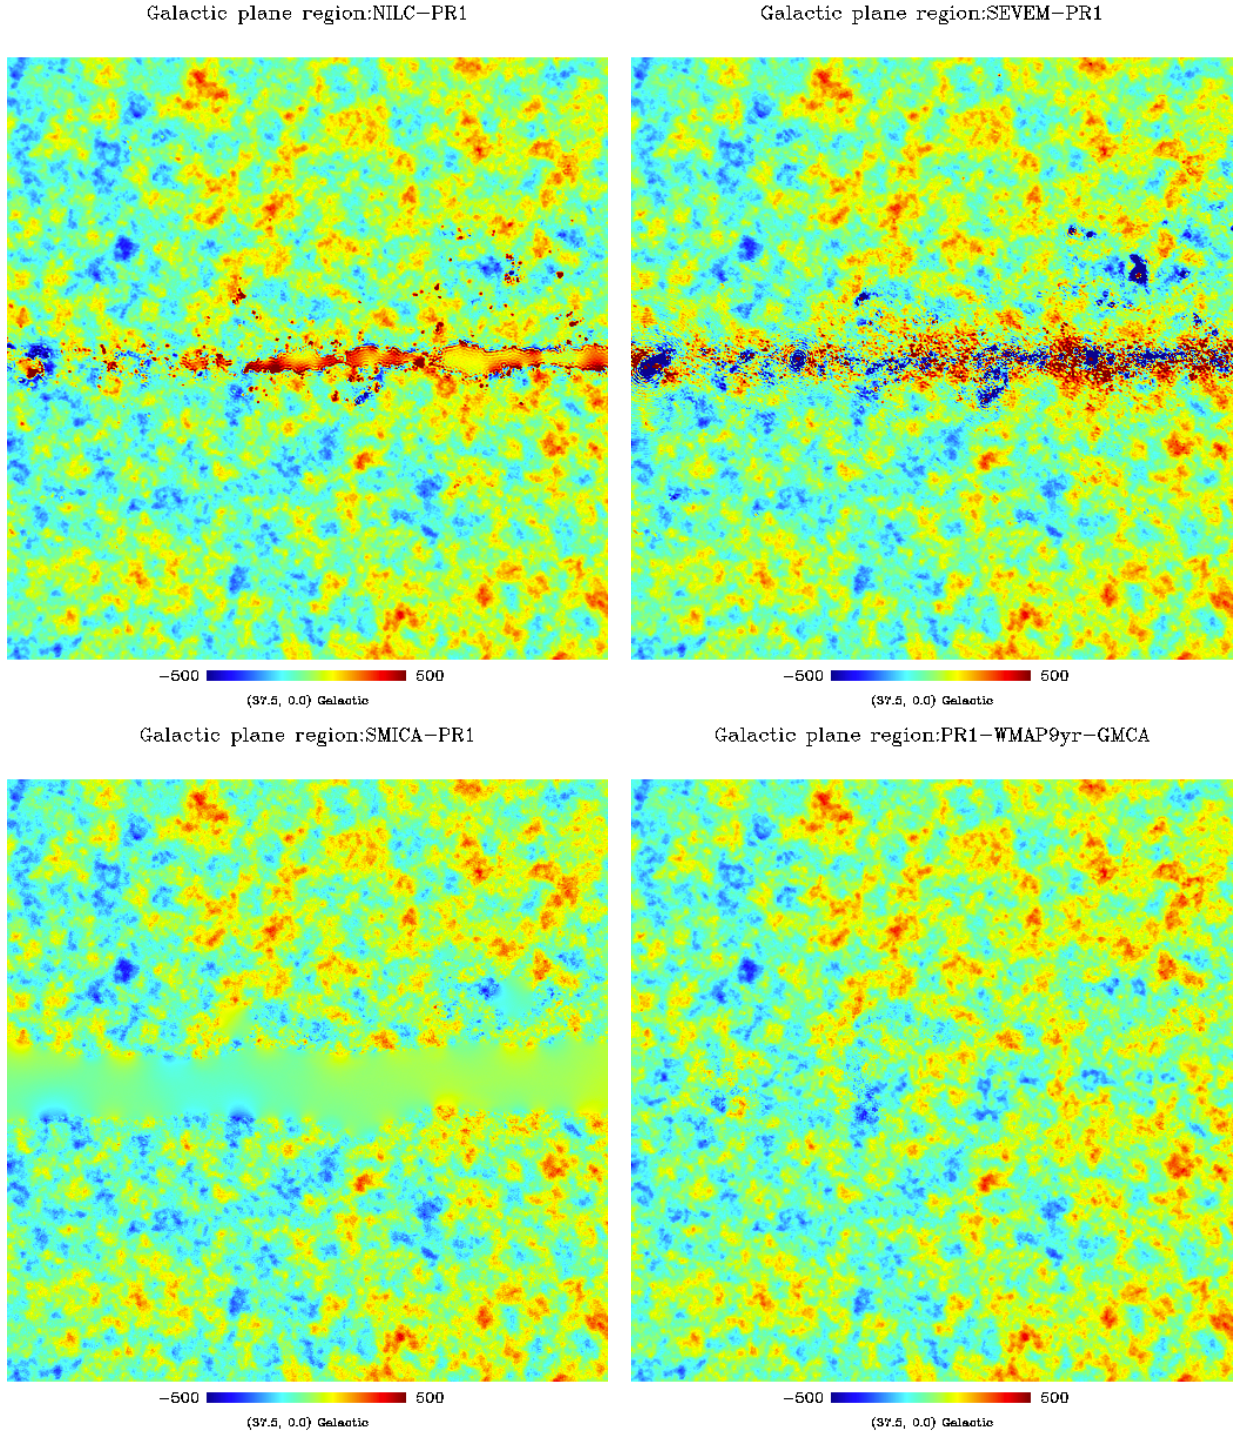 Galactic plane region:NILC-PR1
Galactic plane region:SEVEM-PR1
-500 500
(37.5, 0.0) Galactic
-500 500
(37.5, 0.0) Galactic
Galactic plane region:SMICA-PR1
Galactic plane region:PR1-WMAP9yr-GMCA
-500 500
(37.5, 0.0) Galactic
-500 500
(37.5, 0.0) Galactic